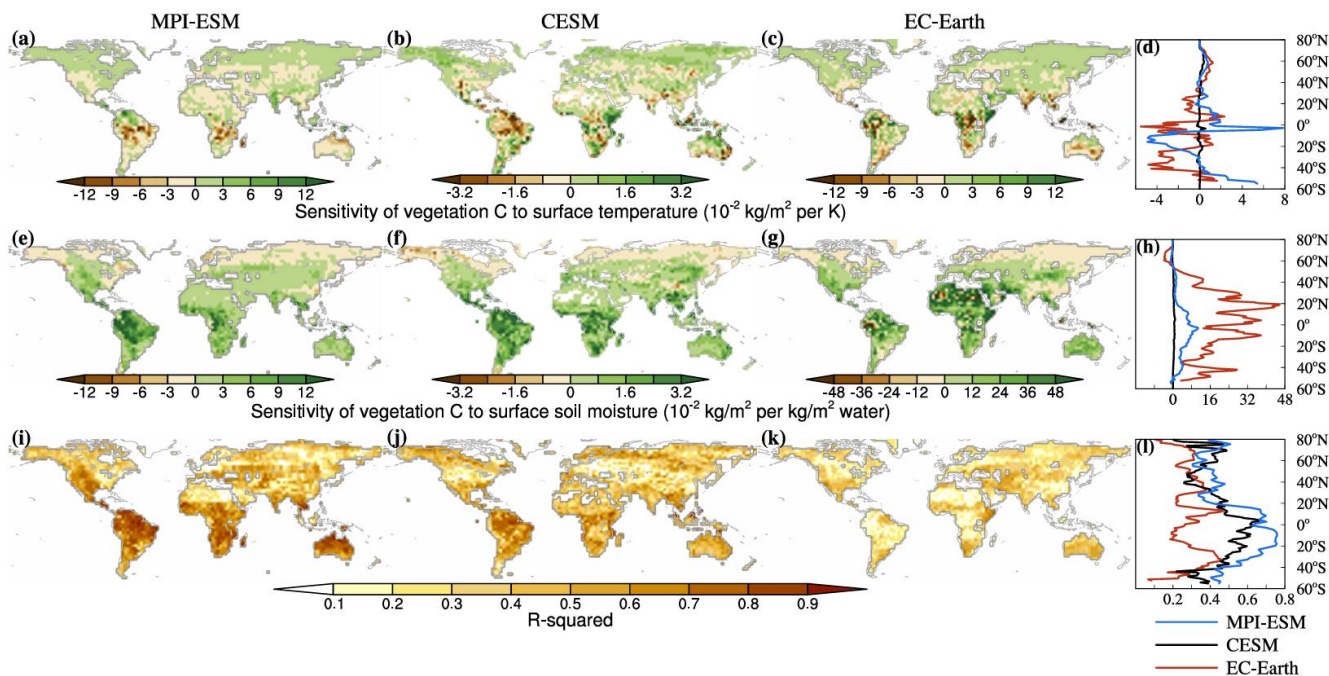 MPI-ESM CESM EC-Earth
(a) (b) (c) (d)
80°N
60°N
40°N
20°N
0°
20°S
40°S
60°S
-12 -9 -6 -3 0 3 6 9 12
-3.2 -1.6 0 1.6 3.2
-12 -9 -6 -3 0 3 6 9 12
-4 0 4 8
Sensitivity of vegetation C to surface temperature (10⁻² kg/m² per K)
(e) (f) (g) (h)
80°N
60°N
40°N
20°N
0°
20°S
40°S
60°S
-12 -9 -6 -3 0 3 6 9 12
-3.2 -1.6 0 1.6 3.2
-48 -36 -24 -12 0 12 24 36 48
0 16 32 48
Sensitivity of vegetation C to surface soil moisture (10⁻² kg/m² per kg/m² water)
(i) (j) (k) (l)
80°N
60°N
40°N
20°N
0°
20°S
40°S
60°S
0.2 0.4 0.6 0.8
0.1 0.2 0.3 0.4 0.5 0.6 0.7 0.8 0.9
R-squared
MPI-ESM
CESM
EC-Earth